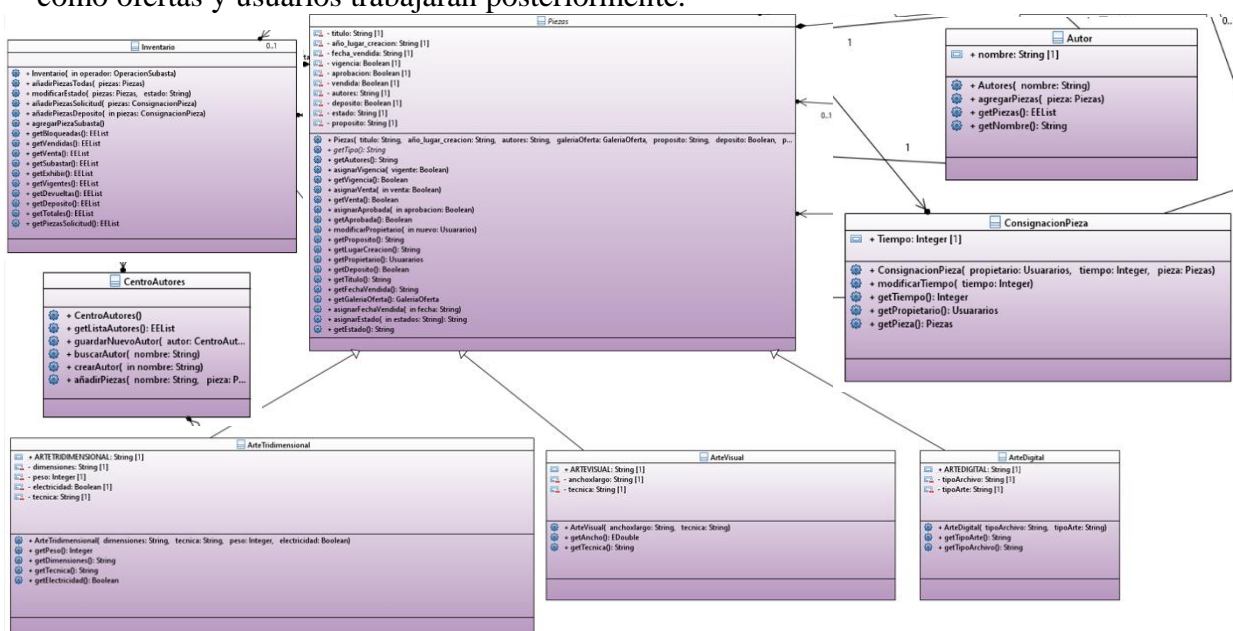 como ofertas y usuarios trabajarán posteriormente.
Inventario
0..1
+ Inventario( in operador: OperacionSubasta)
+ añadirPiezasTodas( piezas: Piezas)
+ modificarEstado( piezas: Piezas, estado: String)
+ añadirPiezasSolicitud( piezas: ConsignacionPieza)
+ añadirPiezasDeposito( in piezas: ConsignacionPieza)
+ agregarPiezaSubasta()
+ getBloqueadas(): EEList
+ getVendidas(): EEList
+ getVenta(): EEList
+ getSubastar(): EEList
+ getExhibir(): EEList
+ getVigentes(): EEList
+ getDevueltas(): EEList
+ getDeposito(): EEList
+ getTotales(): EEList
+ getPiezasSolicitud(): EEList
CentroAutores
+ CentroAutores()
+ getListaAutores(): EEList
+ guardarNuevoAutor( autor: CentroAut...
+ buscarAutor( nombre: String)
+ crearAutor( in nombre: String)
+ añadirPiezas( nombre: String, pieza: P...
Piezas
- titulo: String [1]
- año_lugar_creacion: String [1]
- fecha_vendida: String [1]
- vigencia: Boolean [1]
- aprobacion: Boolean [1]
- vendida: Boolean [1]
- autores: String [1]
- deposito: Boolean [1]
- estado: String [1]
- proposito: String [1]
+ Piezas( titulo: String, año_lugar_creacion: String, autores: String, galeriaOferta: GaleriaOferta, proposito: String, deposito: Boolean, p...
+ getTipo(): String
+ getAutores(): String
+ asignarVigencia( vigente: Boolean)
+ getVigencia(): Boolean
+ asignarVenta( in venta: Boolean)
+ getVenta(): Boolean
+ asignarAprobada( in aprobacion: Boolean)
+ getAprobada(): Boolean
+ modificarPropietario( in nuevo: Usuarios)
+ getProposito(): String
+ getLugarCreacion(): String
+ getPropietario(): Usuararios
+ getDeposito(): Boolean
+ getTitulo(): String
+ getFechaVendida(): String
+ getGaleriaOferta(): GaleriaOferta
+ asignarFechaVendida( in fecha: String)
+ asignarEstado( in estados: String): String
+ getEstado(): String
1
0..1
1
0..
Autor
+ nombre: String [1]
+ Autores( nombre: String)
+ agregarPiezas( pieza: Piezas)
+ getPiezas(): EEList
+ getNombre(): String
ConsignacionPieza
+ Tiempo: Integer [1]
+ ConsignacionPieza( propietario: Usuararios, tiempo: Integer, pieza: Piezas)
+ modificarTiempo( tiempo: Integer)
+ getTiempo(): Integer
+ getPropietario(): Usuararios
+ getPieza(): Piezas
ArteTridimensional
+ ARTETRIDIMENSIONAL: String [1]
- dimensiones: String [1]
- peso: Integer [1]
- electricidad: Boolean [1]
- tecnica: String [1]
+ ArteTridimensional( dimensiones: String, tecnica: String, peso: Integer, electricidad: Boolean)
+ getPeso(): Integer
+ getDimensiones(): String
+ getTecnica(): String
+ getElectricidad(): Boolean
ArteVisual
+ ARTEVISUAL: String [1]
- anchoxlargo: String [1]
- tecnica: String [1]
+ ArteVisual( anchoxlargo: String, tecnica: String)
+ getAncho(): EDouble
+ getTecnica(): String
ArteDigital
+ ARTEDIGITAL: String [1]
- tipoArchivo: String [1]
- tipoArte: String [1]
+ ArteDigital( tipoArchivo: String, tipoArte: String)
+ getTipoArte(): String
+ getTipoArchivo(): String